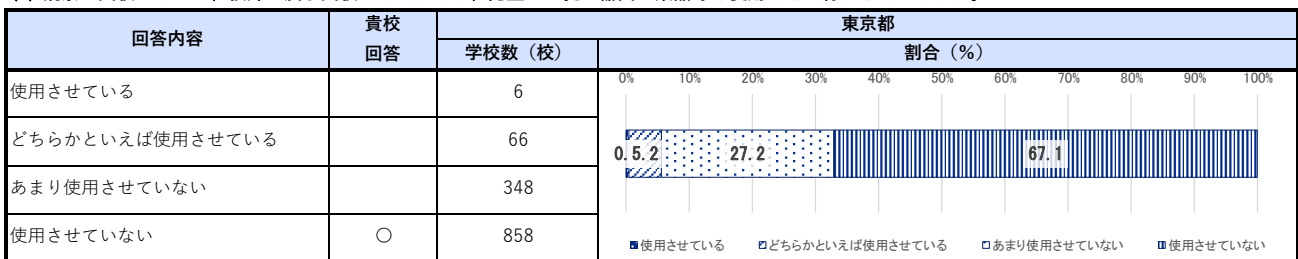 回答内容 貴校回答 東京都
学校数（校） 割合（%）
使用させている 6
どちらかといえば使用させている 66
あまり使用させていない 348
使用させていない ○ 858
0% 10% 20% 30% 40% 50% 60% 70% 80% 90% 100%
5.2 27.2 67.1
使用させている どちらかといえば使用させている あまり使用させていない 使用させていない